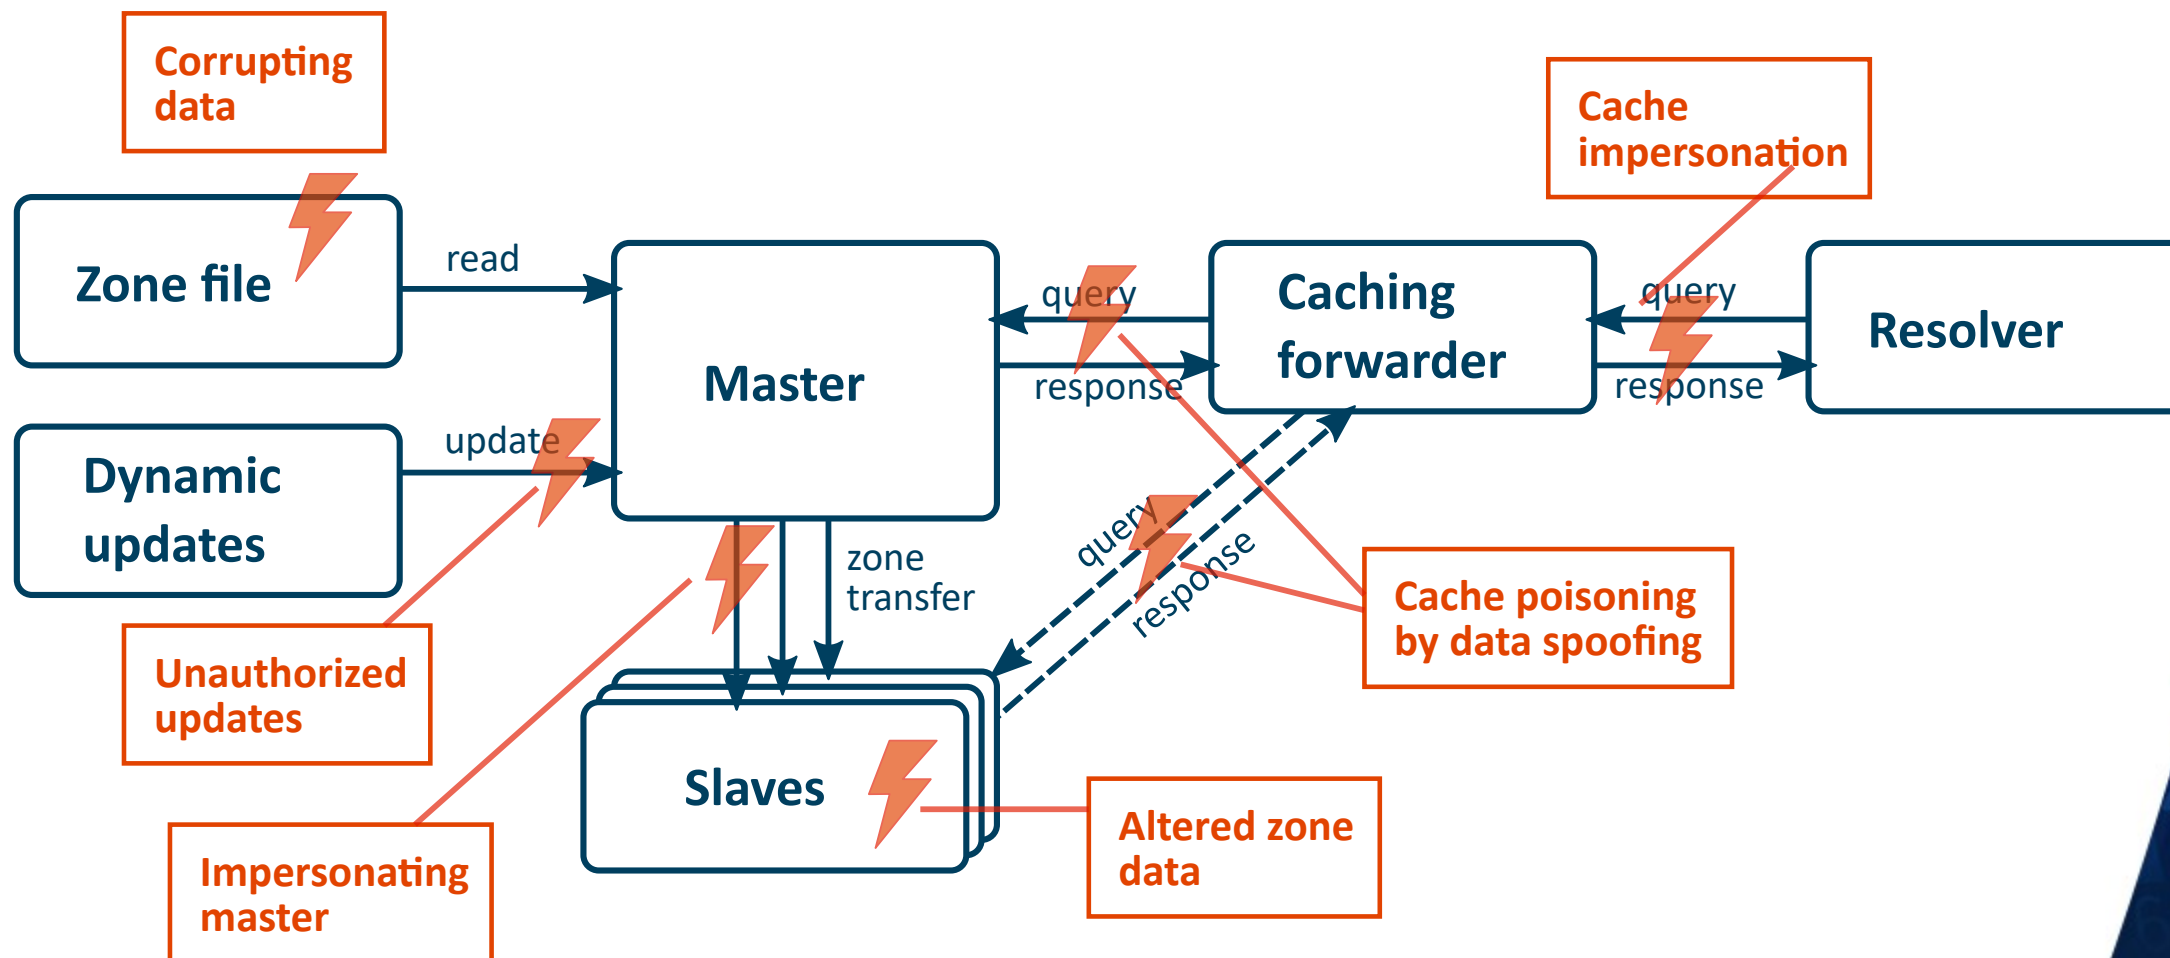 Corrupting
data
Cache
impersonation
Zone file
read
Master
query
response
Caching
forwarder
query
response
Resolver
Dynamic
updates
update
zone
transfer
query
response
Cache poisoning
by data spoofing
Unauthorized
updates
Slaves
Altered zone
data
Impersonating
master